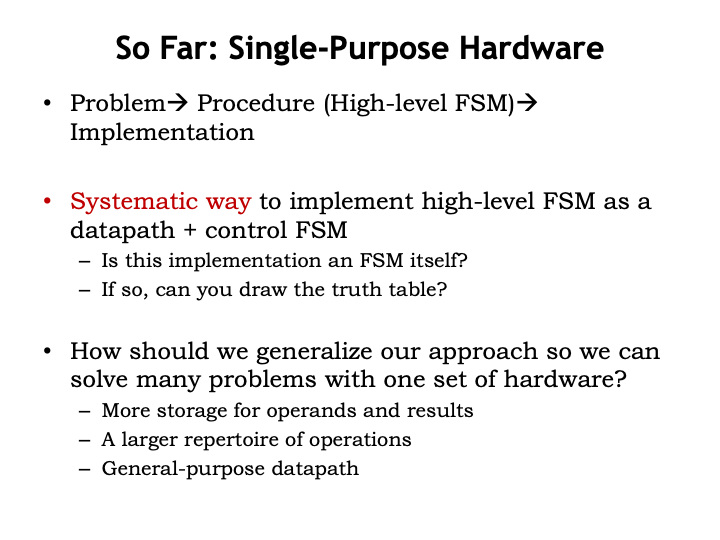 So Far: Single-Purpose Hardware
• Problem→ Procedure (High-level FSM)→
Implementation
• Systematic way to implement high-level FSM as a
datapath + control FSM
– Is this implementation an FSM itself?
– If so, can you draw the truth table?
• How should we generalize our approach so we can
solve many problems with one set of hardware?
– More storage for operands and results
– A larger repertoire of operations
– General-purpose datapath